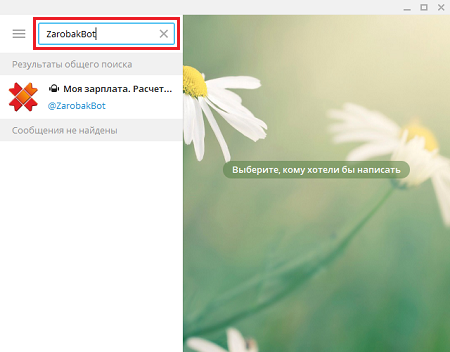 ZarobakBot
Результаты общего поиска
Моя зарплата. Расчет...
@ZarobakBot
Сообщения не найдены
Выберите, кому хотели бы написать